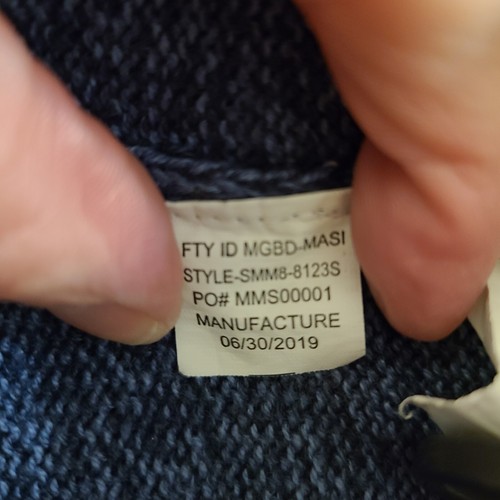 FTY ID MGBD-MASI
STYLE-SMM8-8123S
PO# MMS00001
MANUFACTURE
06/30/2019